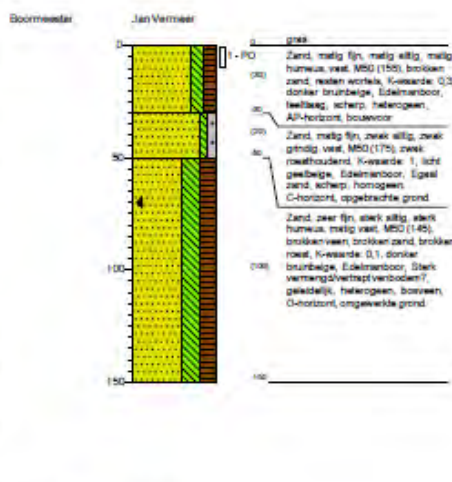 Boormeester Jan Vermeer
0
1 - PO
0 gras
Zand, matig fijn, matig siltig, matig
humeus, vast, M50 (155), brokken
zand, resten wortels, K-waarde: 0,3
donker bruinbeige, Edelmanboor,
teeltlaag, scherp, heterogeen,
AP-horizont, bouwvoor
(30)
30
Zand, matig fijn, zwak siltig, zwak
grindig, vast, M50 (175), zwak
roesthoudend, K-waarde: 1, licht
geelbeige, Edelmanboor, Egaal
zand, scherp, homogeen,
C-horizont, opgebrachte grond
(20)
50
50
Zand, zeer fijn, sterk siltig, sterk
humeus, matig vast, M50 (145),
brokken veen, brokken zand, brokken
roest, K-waarde: 0,1, donker
bruinbeige, Edelmanboor, Sterk
vermengd/vertrapt veenbodem?,
geleidelijk, heterogeen, bosveen,
O-horizont, omgewerkte grond
(100)
100
150
150